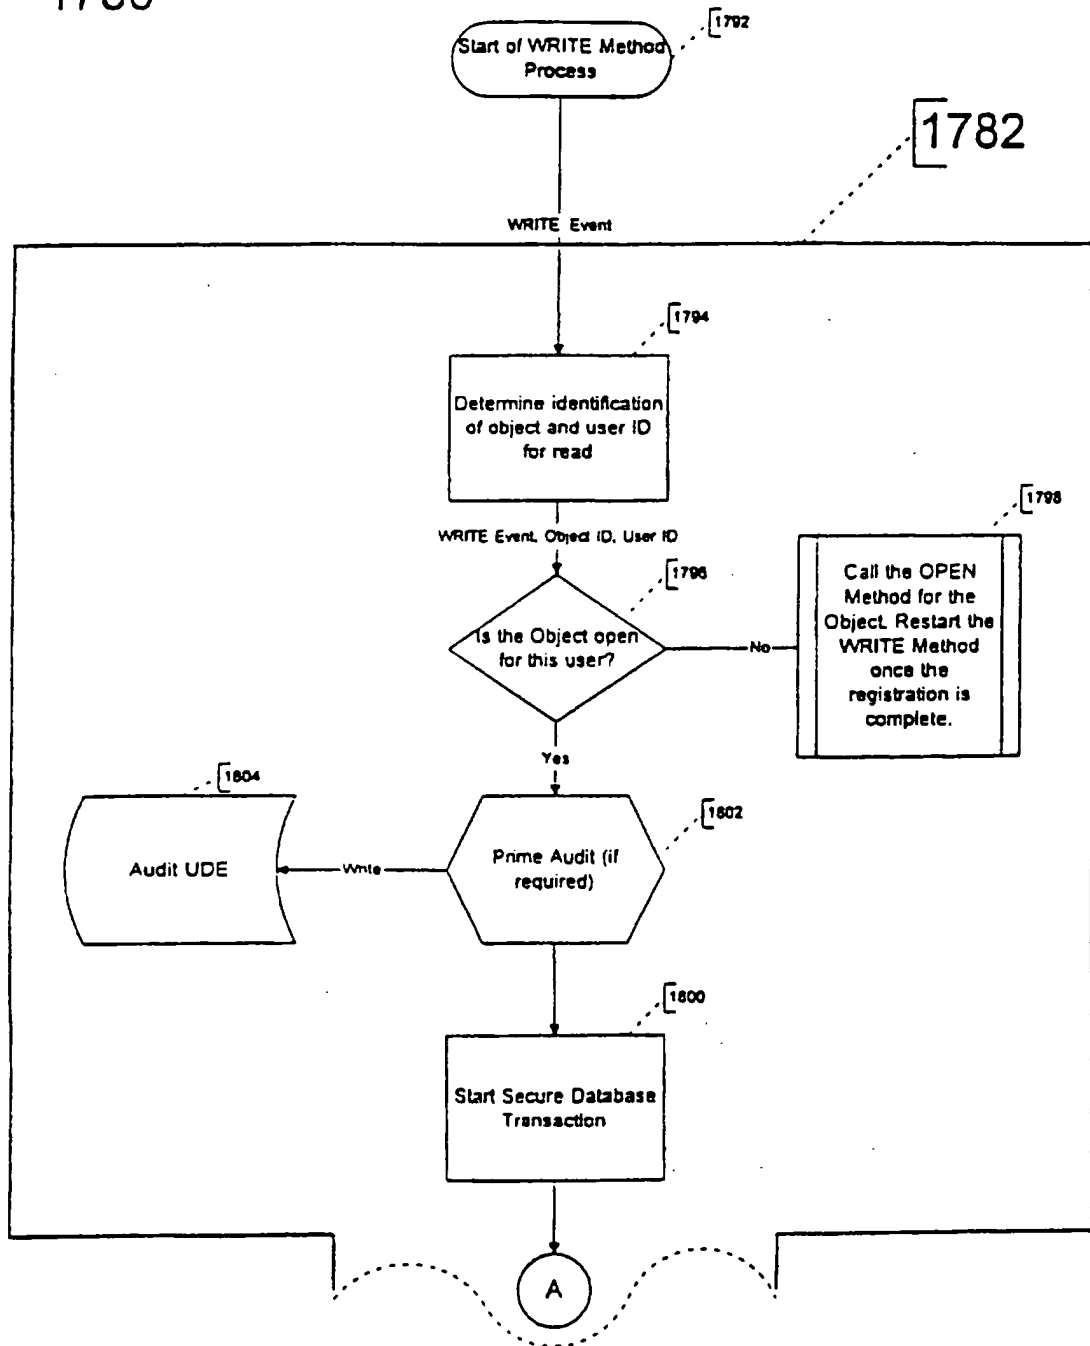 1792
Start of WRITE Method
Process
1782
WRITE Event
1794
Determine identification
of object and user ID
for read
WRITE Event, Object ID, User ID
1796
1798
Is the Object open
for this user?
No
Call the OPEN
Method for the
Object. Restart the
WRITE Method
once the
registration is
complete.
Yes
1804
1802
Audit UDE
Write
Prime Audit (if
required)
1800
Start Secure Database
Transaction
A